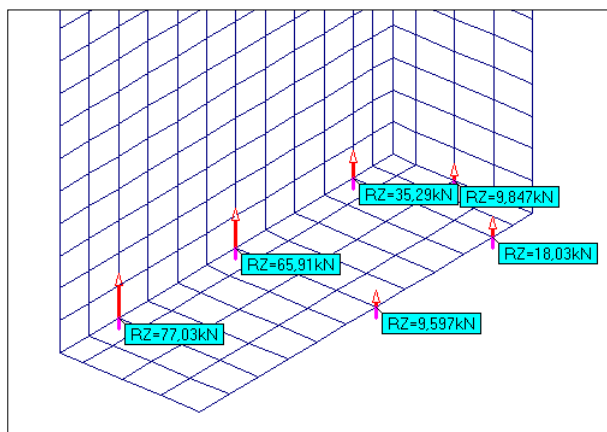 RZ=35,29kN
RZ=9,847kN
RZ=18,03kN
RZ=65,91kN
RZ=77,03kN
RZ=9,597kN